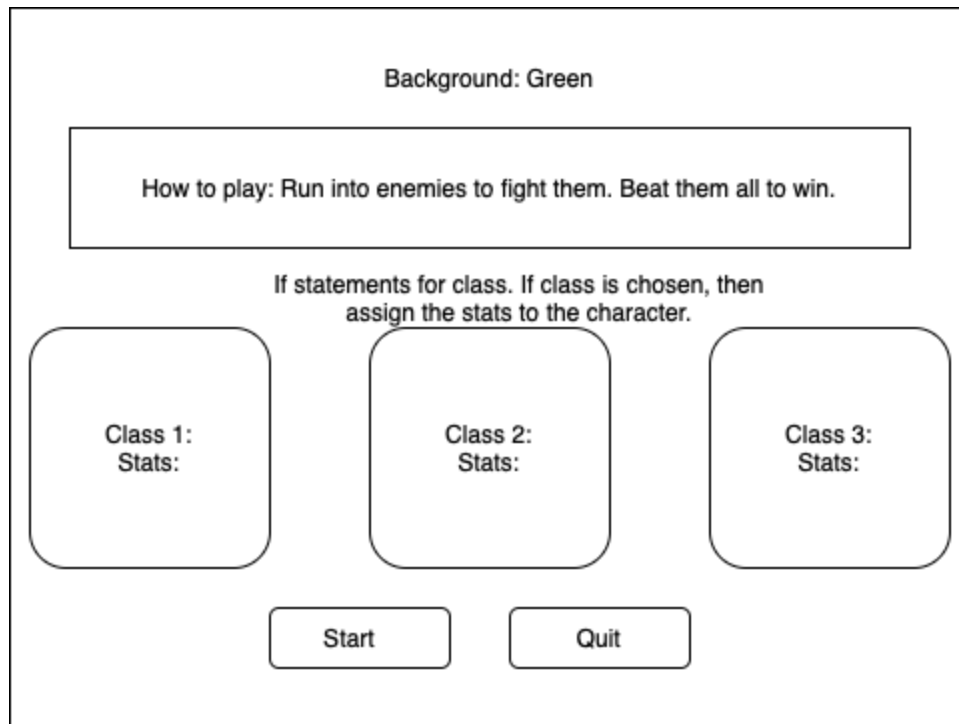 Background: Green
How to play: Run into enemies to fight them. Beat them all to win.
If statements for class. If class is chosen, then
assign the stats to the character.
Class 1:
Stats:
Class 2:
Stats:
Class 3:
Stats:
Start
Quit